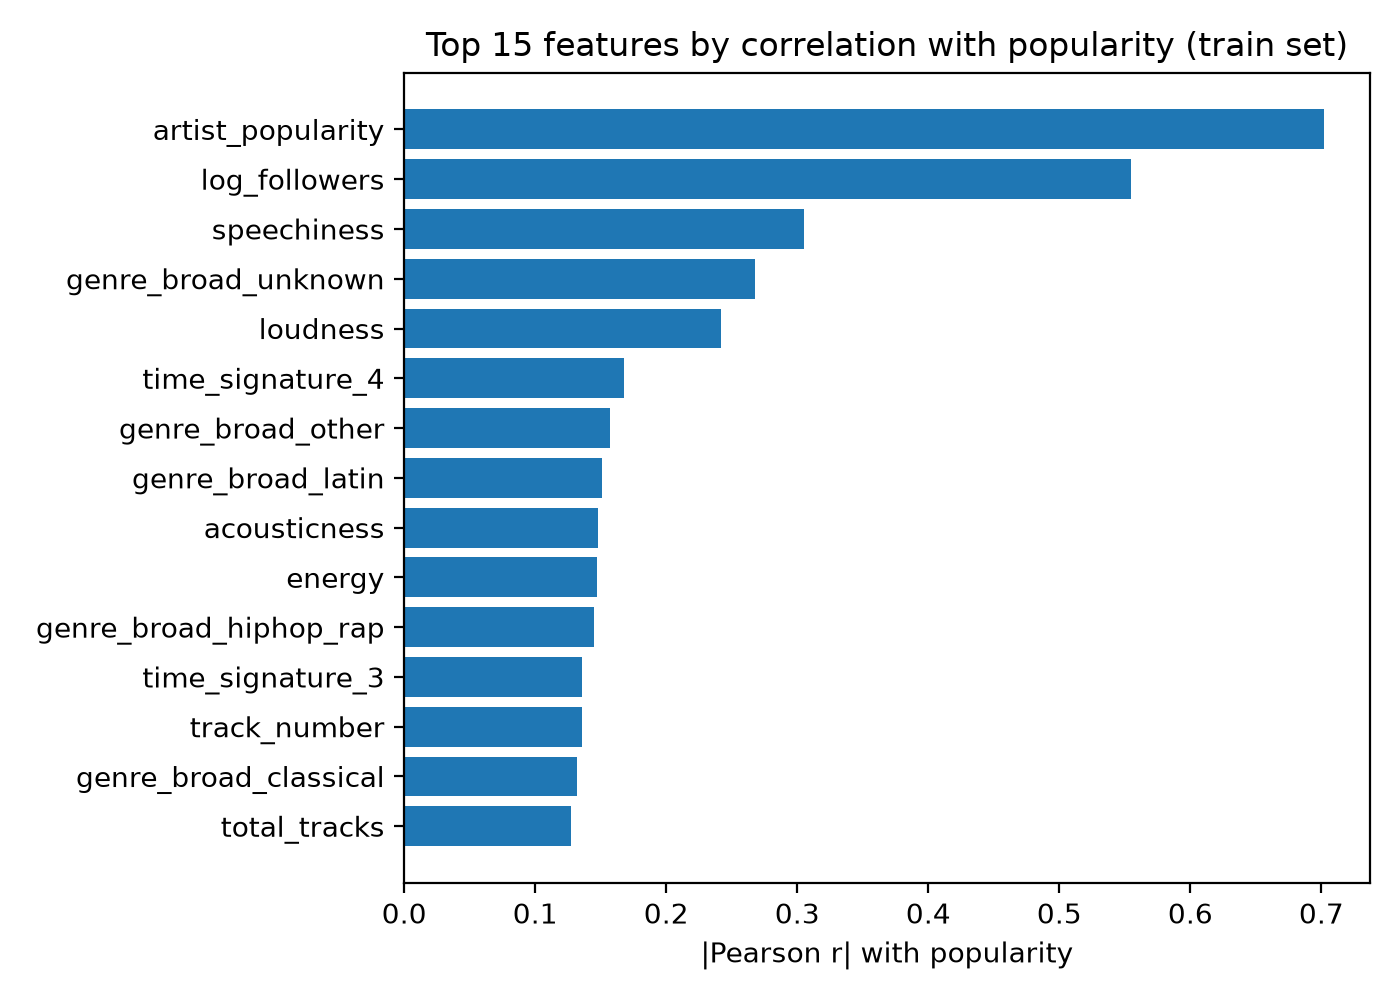 Top 15 features by correlation with popularity (train set)
artist_popularity
log_followers
speechiness
genre_broad_unknown
loudness
time_signature_4
genre_broad_other
genre_broad_latin
acousticness
energy
genre_broad_hiphop_rap
time_signature_3
track_number
genre_broad_classical
total_tracks
0.0 0.1 0.2 0.3 0.4 0.5 0.6 0.7
|Pearson r| with popularity